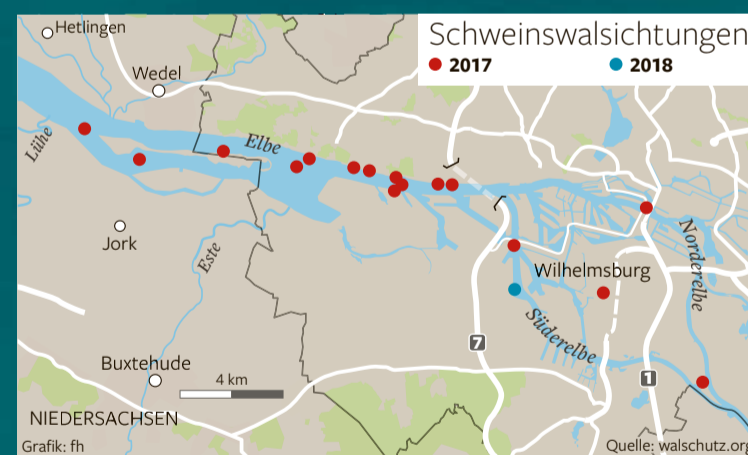 Schweinswalsichtungen
2017
2018
Hetlingen
Wedel
Lühe
Elbe
Jork
Este
Norderelbe
Wilhelmsburg
Süderelbe
7
1
Buxtehude
4 km
NIEDERSACHSEN
Grafik: fh
Quelle: walschutz.org